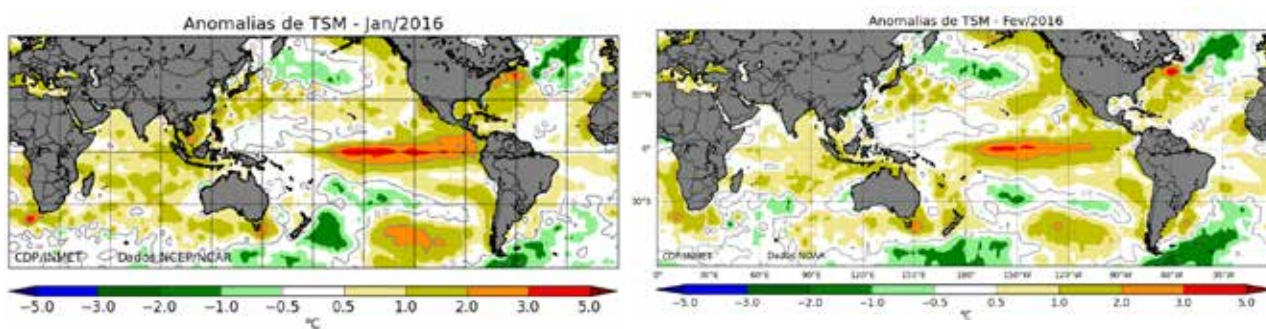 Anomalias de TSM - Jan/2016
CDP/INMET Dados NCEP/NCAR
−5.0 −3.0 −2.0 −1.0 −0.5 0.5 1.0 2.0 3.0 5.0
°C
Anomalias de TSM - Fev/2016
0°
30°S
CDP/INMET Dados NOAA
0° 30°E 60°E 90°E 120°E 150°E 180° 150°W 120°W 90°W 60°W 30°W
−5.0 −3.0 −2.0 −1.0 −0.5 0.5 1.0 2.0 3.0 5.0
°C